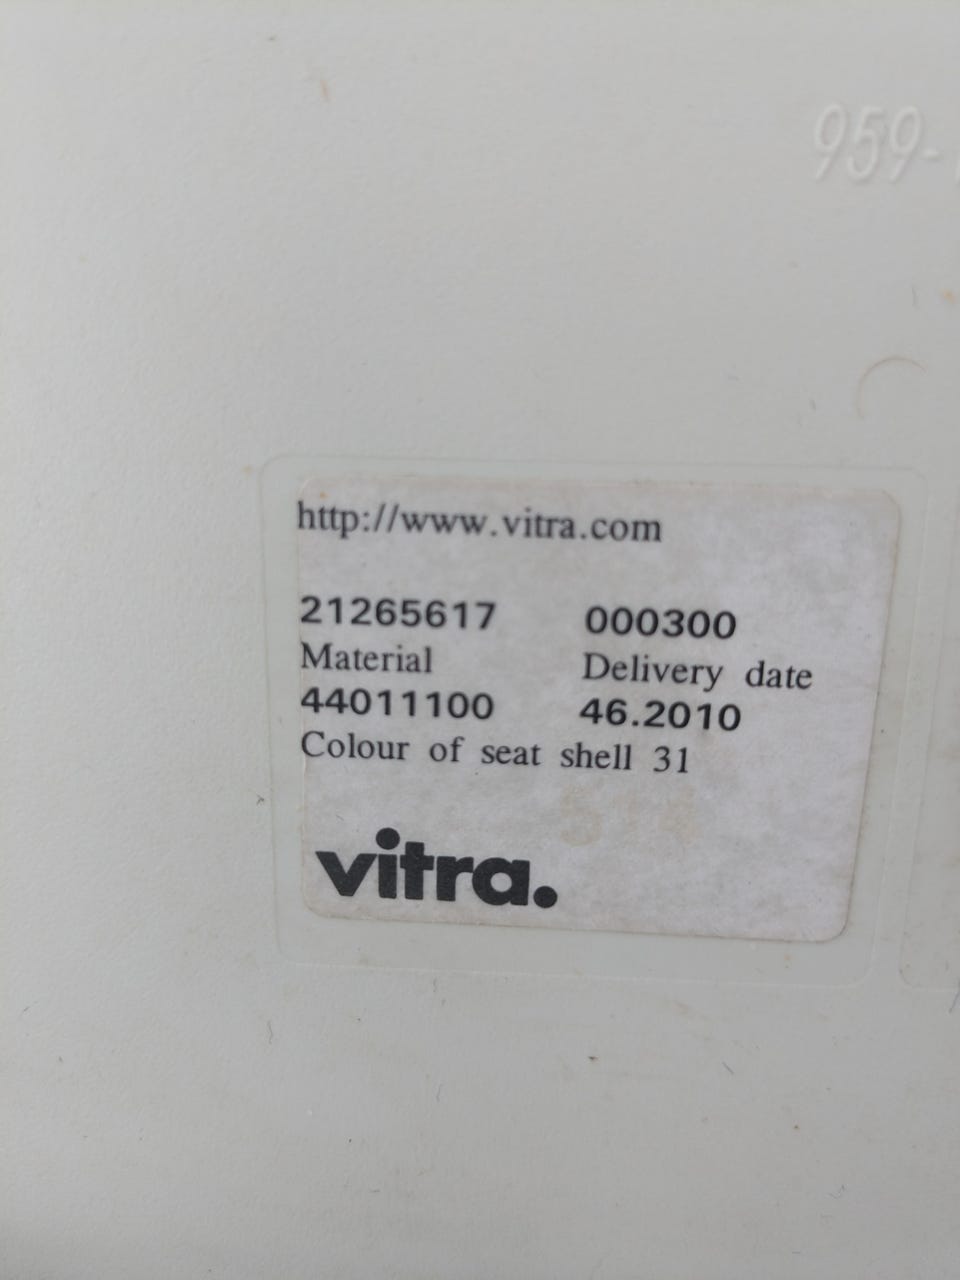 959-
http://www.vitra.com
21265617 000300
Material Delivery date
44011100 46.2010
Colour of seat shell 31
vitra.